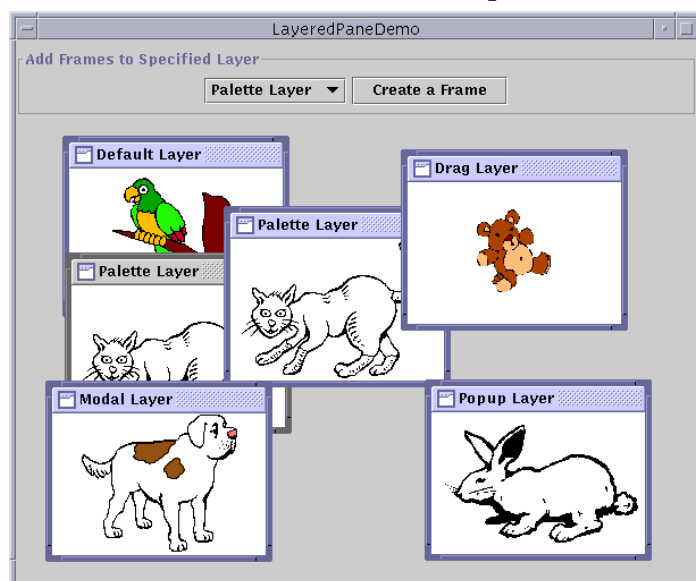 LayeredPaneDemo
Add Frames to Specified Layer
Palette Layer
Create a Frame
Default Layer
Drag Layer
Palette Layer
Palette Layer
Modal Layer
Popup Layer